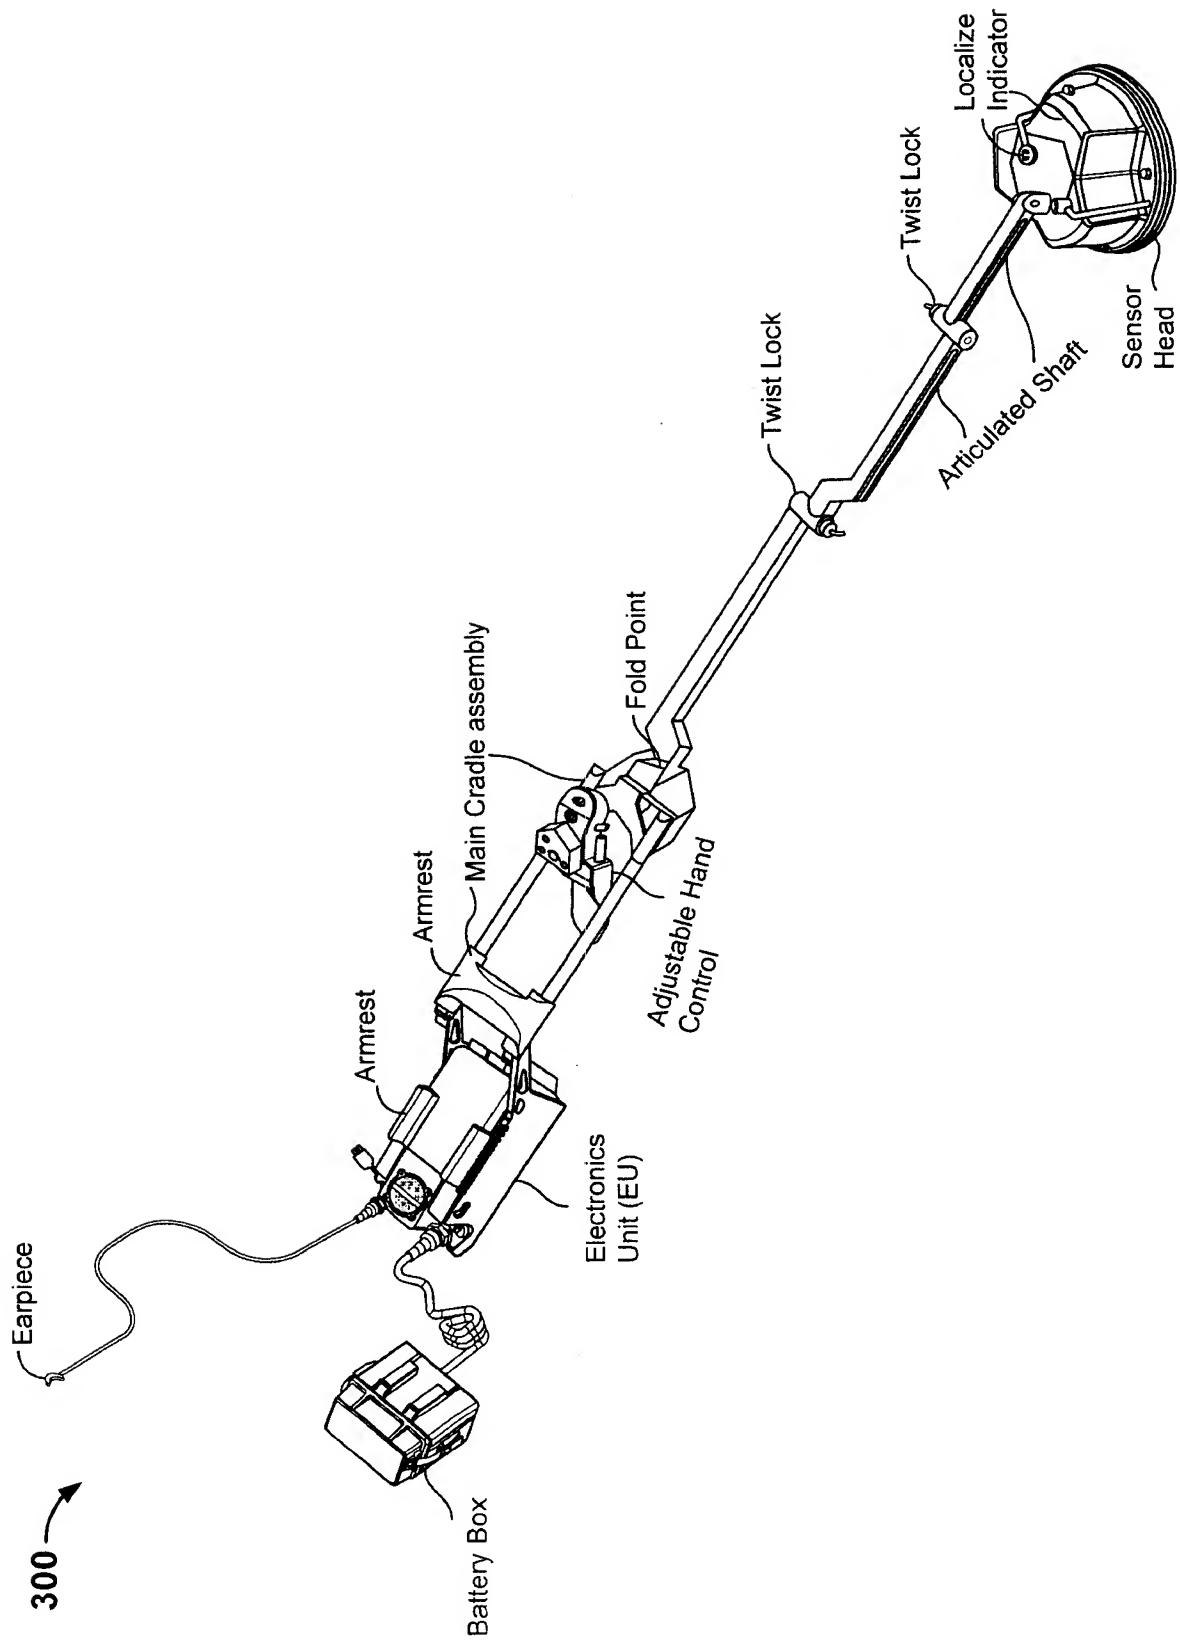 300
Earpiece
Battery Box
Electronics
Unit (EU)
Armrest
Armrest
Main Cradle assembly
Adjustable Hand
Control
Fold Point
Twist Lock
Twist Lock
Articulated Shaft
Localize
Indicator
Sensor
Head